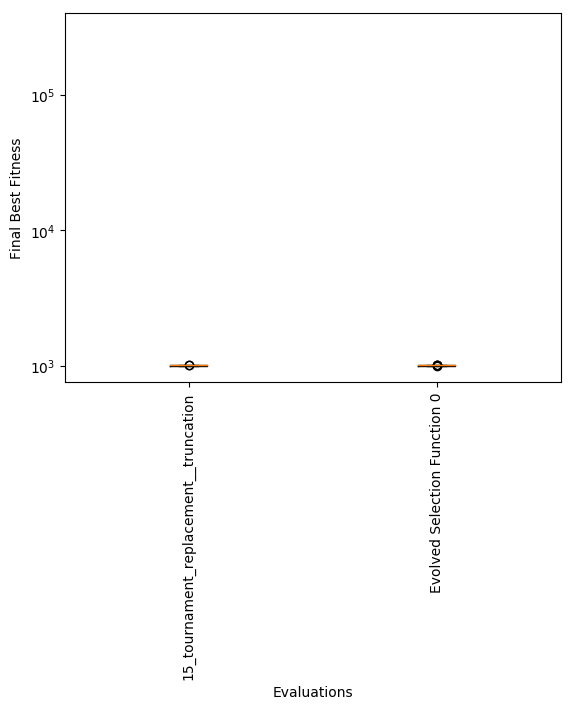 Final Best Fitness
10^5
10^4
10^3
15_tournament_replacement__truncation
Evolved Selection Function 0
Evaluations